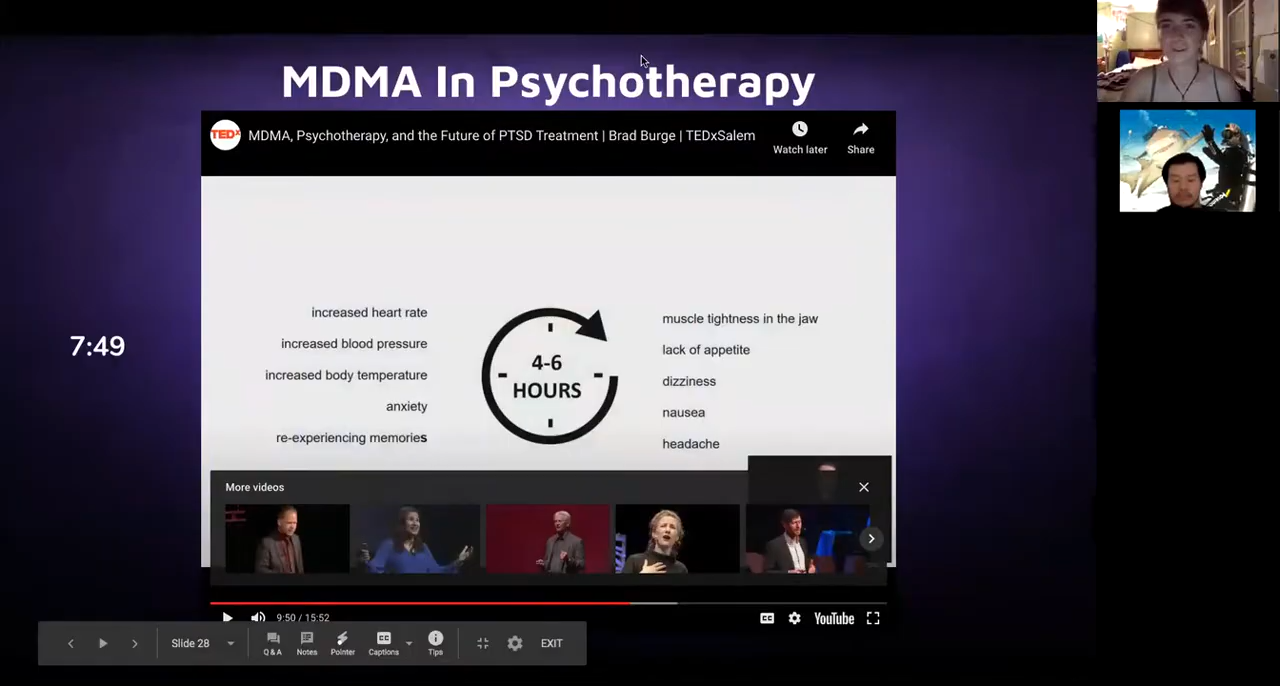 MDMA In Psychotherapy
TEDx
MDMA, Psychotherapy, and the Future of PTSD Treatment | Brad Burge | TEDxSalem
Watch later
Share
7:49
increased heart rate
increased blood pressure
increased body temperature
anxiety
re-experiencing memories
4-6
HOURS
muscle tightness in the jaw
lack of appetite
dizziness
nausea
headache
More videos
9:50 / 15:52
CC
YouTube
Slide 28
Q & A
Notes
Pointer
CC
Captions
Tips
EXIT